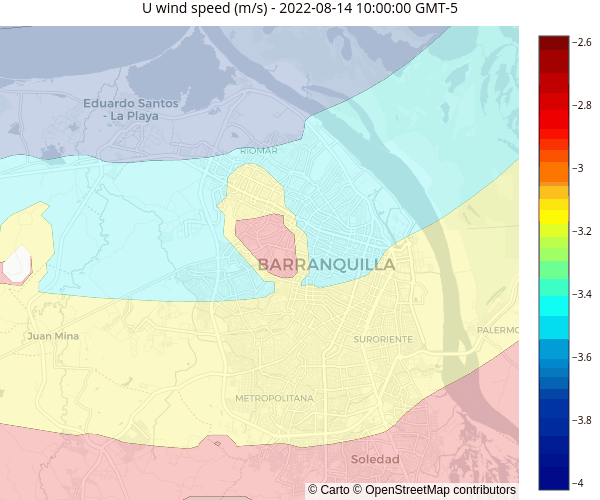 U wind speed (m/s) - 2022-08-14 10:00:00 GMT-5
−2.6
Eduardo Santos
- La Playa
−2.8
RIOMAR
−3
−3.2
BARRANQUILLA
−3.4
Juan Mina
SURORIENTE
PALERMO
−3.6
METROPOLITANA
−3.8
Soledad
−4
© Carto © OpenStreetMap contributors